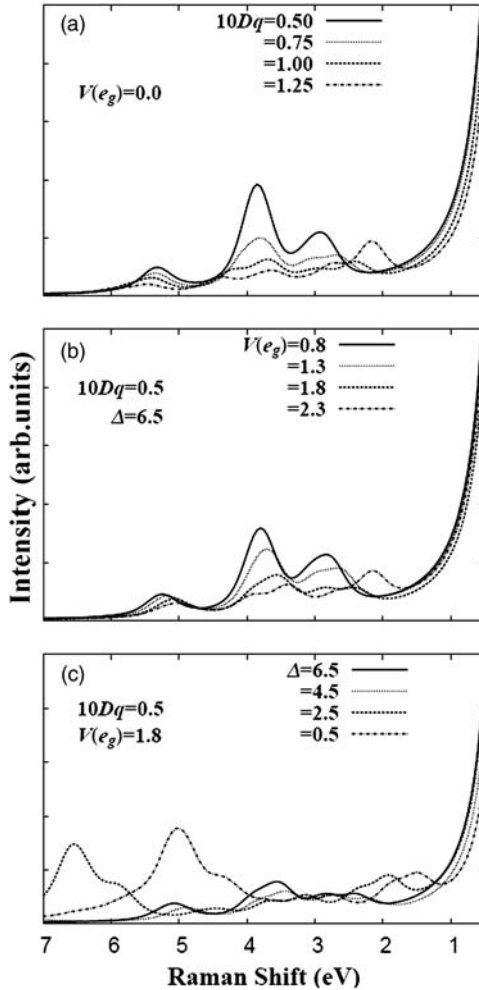 (a)
10Dq=0.50
=0.75
=1.00
=1.25
V(eg)=0.0
(b)
V(eg)=0.8
=1.3
=1.8
=2.3
10Dq=0.5
Δ=6.5
Intensity (arb.units)
(c)
Δ=6.5
=4.5
=2.5
=0.5
10Dq=0.5
V(eg)=1.8
7 6 5 4 3 2 1
Raman Shift (eV)